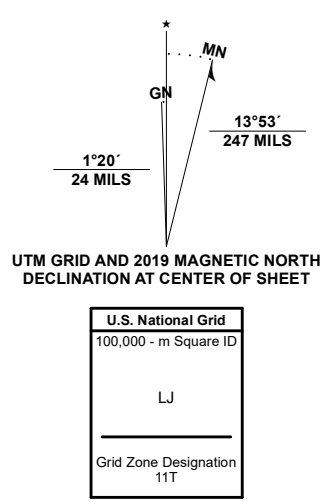 ★
MN
GN
13°53´
247 MILS
1°20´
24 MILS
UTM GRID AND 2019 MAGNETIC NORTH
DECLINATION AT CENTER OF SHEET
U.S. National Grid
100,000 - m Square ID
LJ
Grid Zone Designation
11T